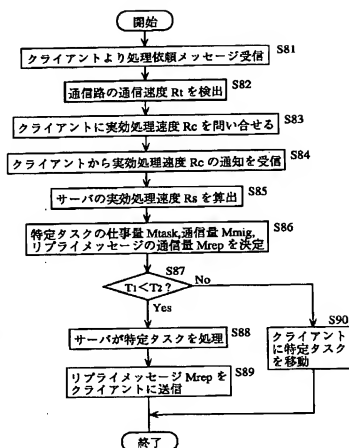 開始
クライアントより処理依頼メッセージ受信
S81
通信路の通信速度 Rt を検出
S82
クライアントに実効処理速度 Rc を問い合せる
S83
クライアントから実効処理速度 Rc の通知を受信
S84
サーバの実効処理速度 Rs を算出
S85
特定タスクの仕事量 Mtask,通信量 Mmig,
リプライメッセージの通信量 Mrep を決定
S86
T1<T2?
S87
Yes
No
サーバが特定タスクを処理
S88
リプライメッセージ Mrep を
クライアントに送信
S89
クライアント
に特定タスク
を移動
S90
終了